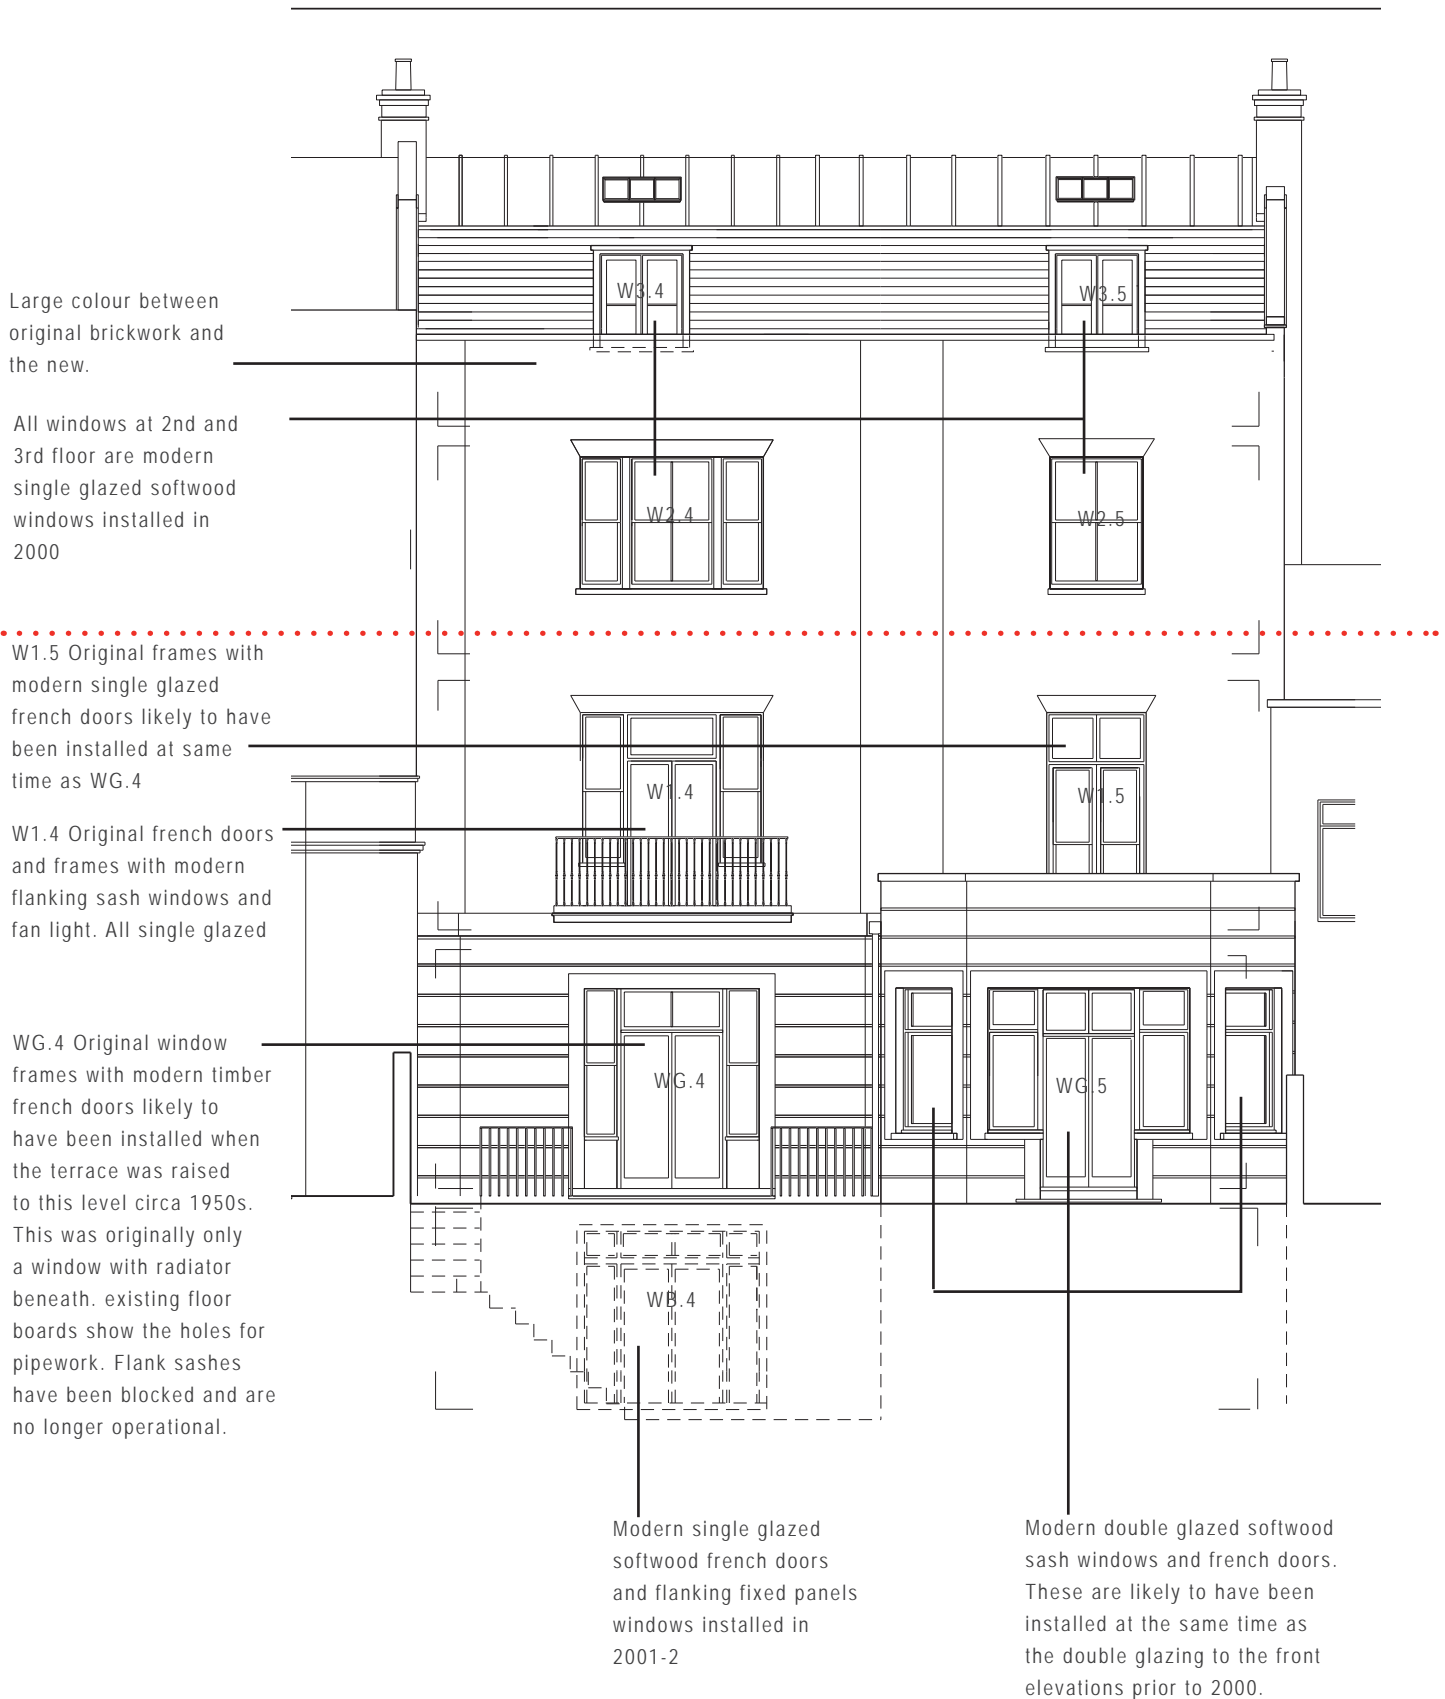 W3.4
W3.5
Large colour between
original brickwork and
the new.
All windows at 2nd and
3rd floor are modern
single glazed softwood
windows installed in
2000
W2.4
W2.5
W1.5 Original frames with
modern single glazed
french doors likely to have
been installed at same
time as WG.4
W1.4
W1.5
W1.4 Original french doors
and frames with modern
flanking sash windows and
fan light. All single glazed
WG.4 Original window
frames with modern timber
french doors likely to
have been installed when
the terrace was raised
to this level circa 1950s.
This was originally only
a window with radiator
beneath. existing floor
boards show the holes for
pipework. Flank sashes
have been blocked and are
no longer operational.
WG.4
WG.5
WB.4
Modern single glazed
softwood french doors
and flanking fixed panels
windows installed in
2001-2
Modern double glazed softwood
sash windows and french doors.
These are likely to have been
installed at the same time as
the double glazing to the front
elevations prior to 2000.